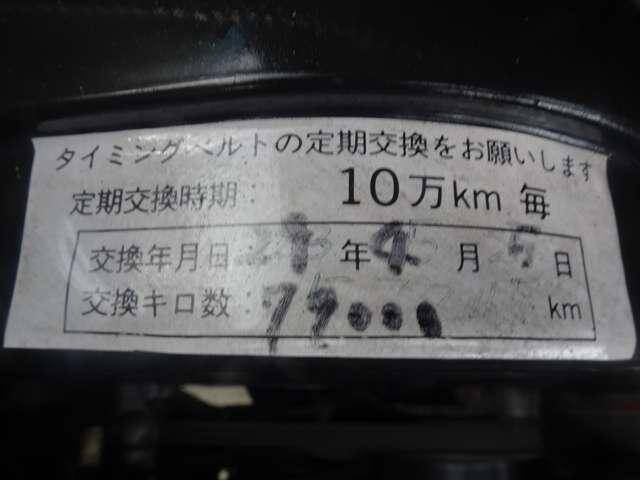 タイミングベルトの定期交換をお願いします
定期交換時期: 10万km 毎
交換年月日: 年 月 日
交換キロ数: km